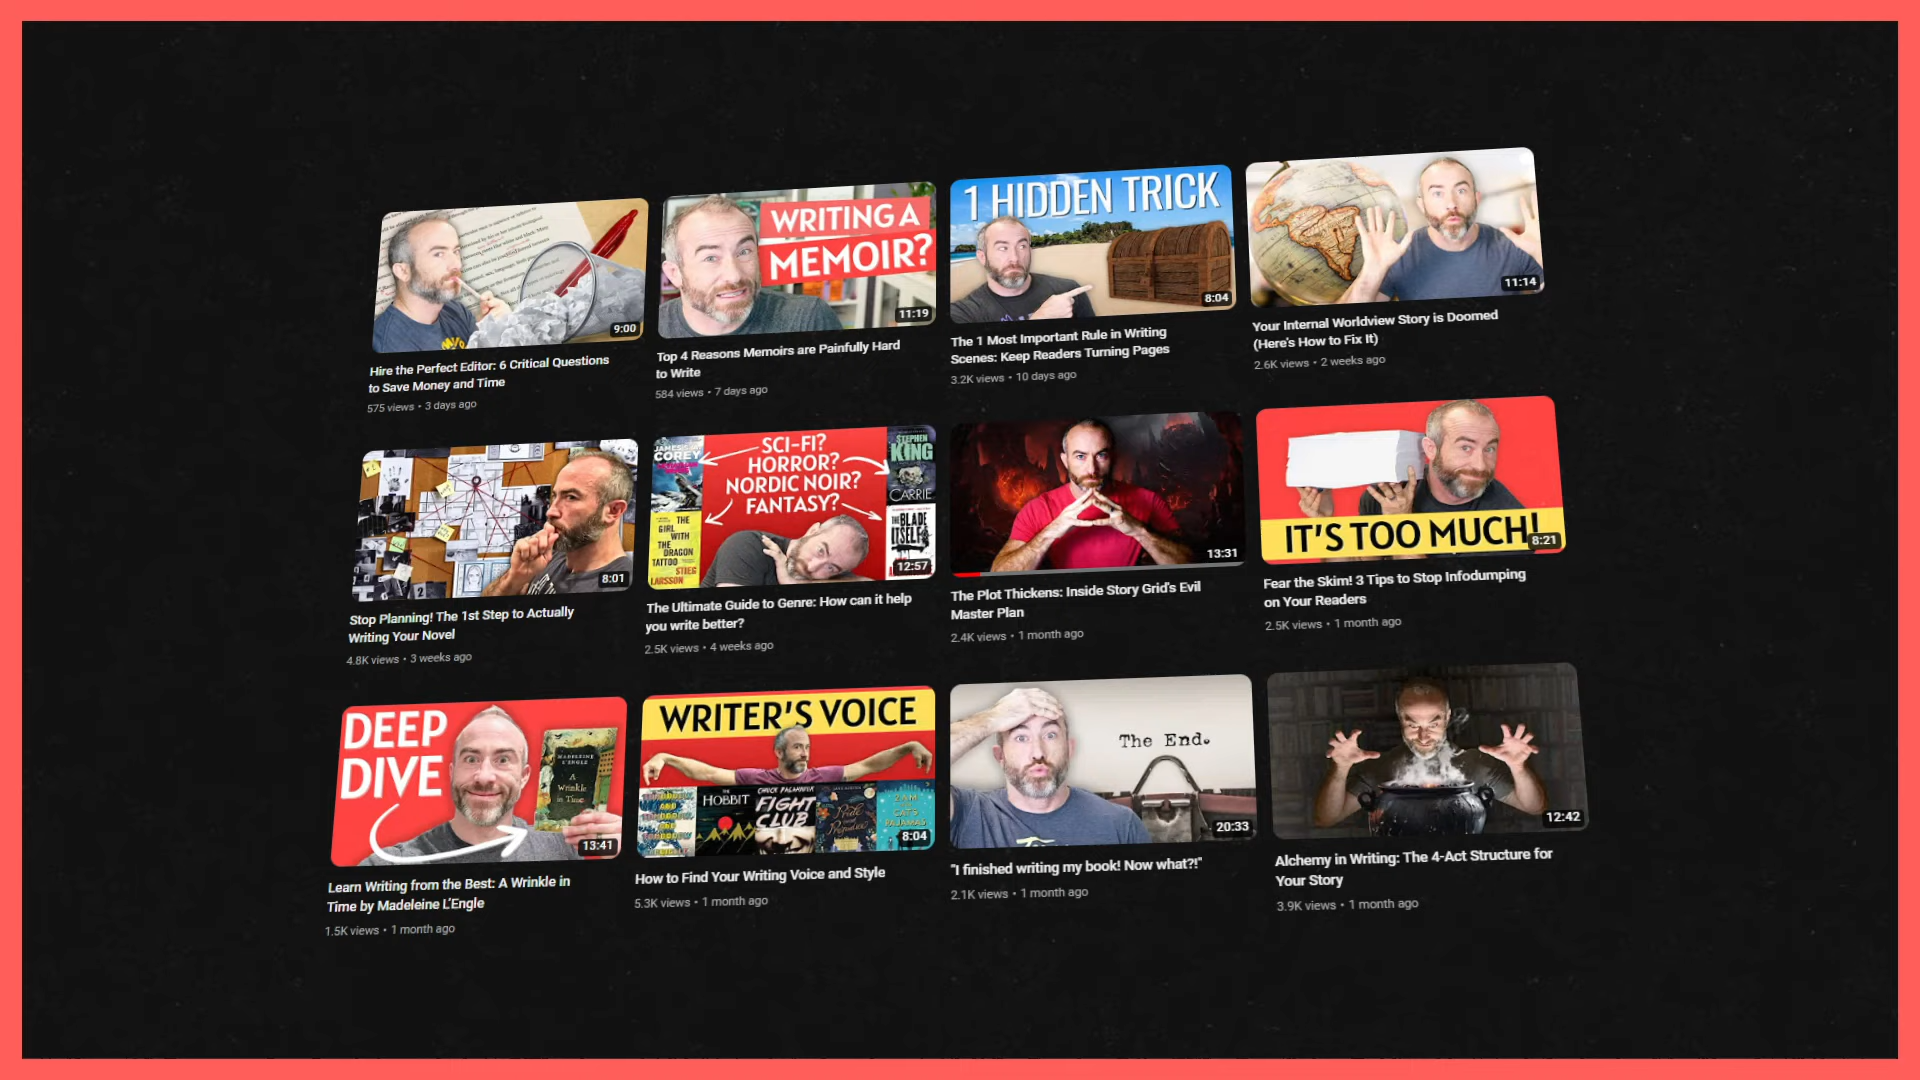 9:00
Hire the Perfect Editor: 6 Critical Questions
to Save Money and Time
575 views • 3 days ago
WRITING A
MEMOIR?
11:19
Top 4 Reasons Memoirs are Painfully Hard
to Write
584 views • 7 days ago
1 HIDDEN TRICK
8:04
The 1 Most Important Rule in Writing
Scenes: Keep Readers Turning Pages
3.2K views • 10 days ago
11:14
Your Internal Worldview Story is Doomed
(Here's How to Fix It)
2.6K views • 2 weeks ago
8:01
Stop Planning! The 1st Step to Actually
Writing Your Novel
4.8K views • 3 weeks ago
JAMES S.A.
COREY
SCI-FI?
HORROR?
NORDIC NOIR?
FANTASY?
STEPHEN
KING
CARRIE
THE
GIRL
WITH
THE
DRAGON
TATTOO
STIEG
LARSSON
THE BLADE
ITSELF
12:57
The Ultimate Guide to Genre: How can it help
you write better?
2.5K views • 4 weeks ago
13:31
The Plot Thickens: Inside Story Grid's Evil
Master Plan
2.4K views • 1 month ago
IT'S TOO MUCH!
8:21
Fear the Skim! 3 Tips to Stop Infodumping
on Your Readers
2.5K views • 1 month ago
DEEP
DIVE
MADELEINE
L'ENGLE
A
Wrinkle
in Time
13:41
Learn Writing from the Best: A Wrinkle in
Time by Madeleine L'Engle
1.5K views • 1 month ago
WRITER'S VOICE
THE
HOBBIT
CHUCK PALAHNIUK
FIGHT
CLUB
Pride
Prejudice
2 A.M.
CAT'S
PAJAMAS
8:04
How to Find Your Writing Voice and Style
5.3K views • 1 month ago
The End.
20:33
"I finished writing my book! Now what?!"
2.1K views • 1 month ago
12:42
Alchemy in Writing: The 4-Act Structure for
Your Story
3.9K views • 1 month ago